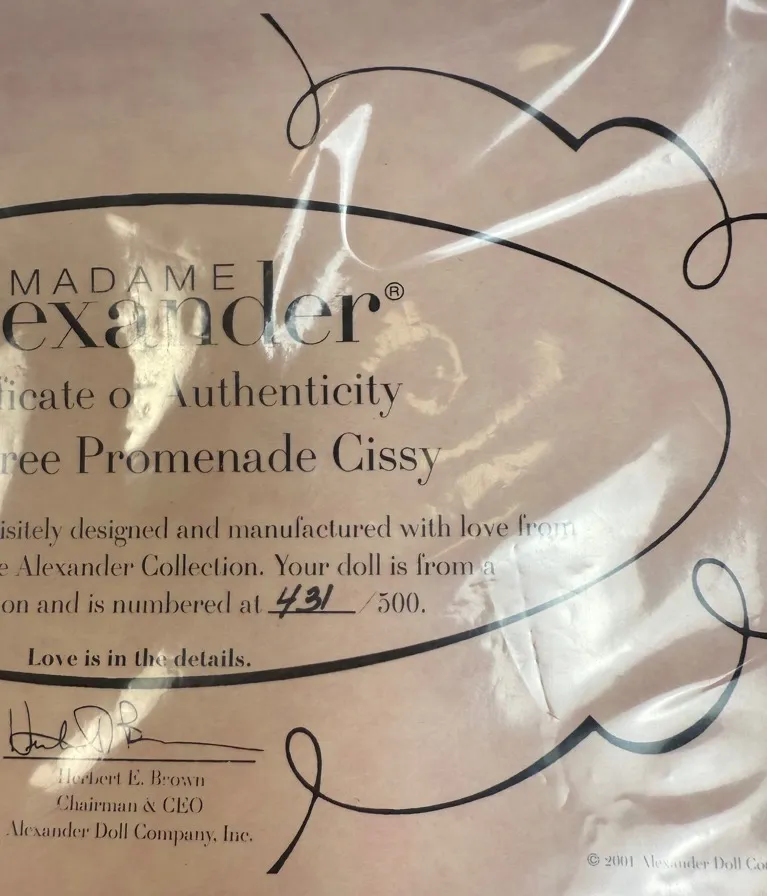 MADAME
exander®
ficate of Authenticity
ree Promenade Cissy
isitely designed and manufactured with love from
e Alexander Collection. Your doll is from a
on and is numbered at 431 /500.
Love is in the details.
Herbert E. Brown
Chairman & CEO
Alexander Doll Company, Inc.
© 2001 Alexander Doll Co